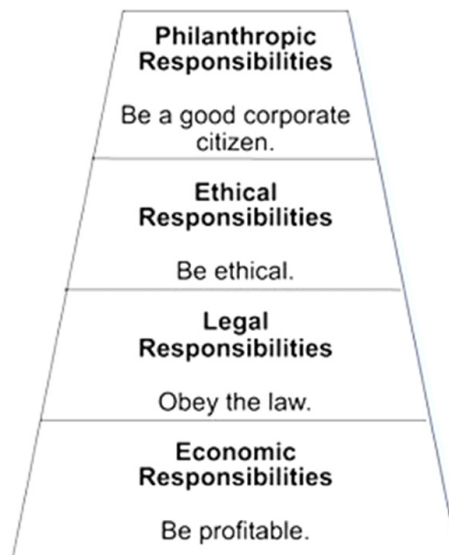 Philanthropic
Responsibilities
Be a good corporate
citizen.
Ethical
Responsibilities
Be ethical.
Legal
Responsibilities
Obey the law.
Economic
Responsibilities
Be profitable.